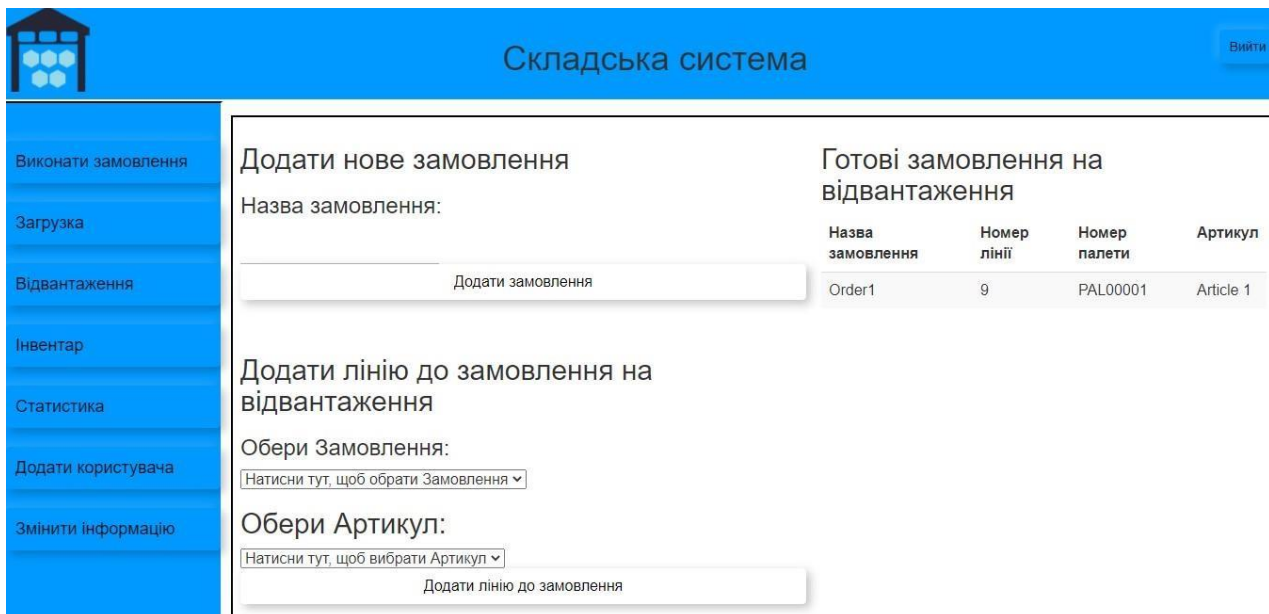 Складська система
Вийти
Виконати замовлення
Загрузка
Відвантаження
Інвентар
Статистика
Додати користувача
Змінити інформацію
Додати нове замовлення
Назва замовлення:
Додати замовлення
Додати лінію до замовлення на
відвантаження
Обери Замовлення:
Натисни тут, щоб обрати Замовлення
Обери Артикул:
Натисни тут, щоб вибрати Артикул
Додати лінію до замовлення
Готові замовлення на
відвантаження
Назва Номер Номер Артикул
замовлення лінії палети
Order1 9 PAL00001 Article 1